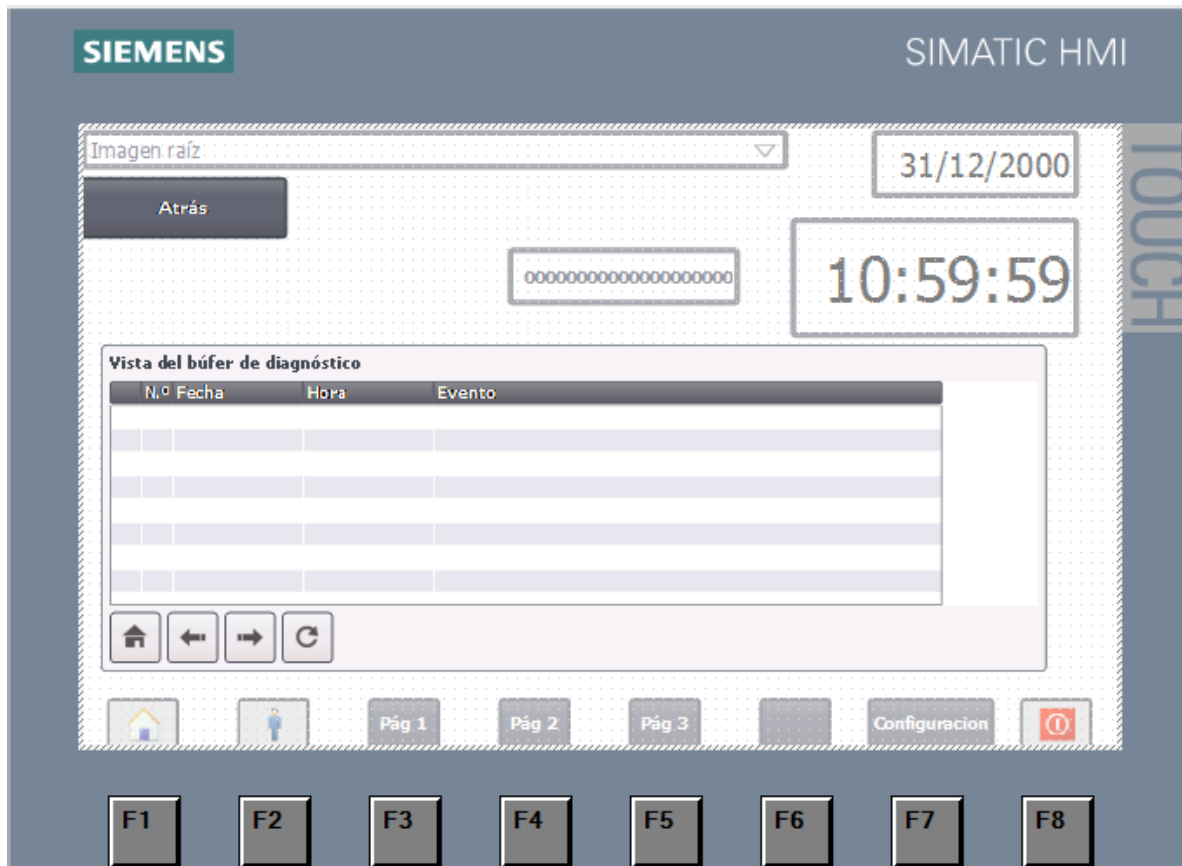 SIEMENS
SIMATIC HMI
TOUCH
Imagen raíz
31/12/2000
Atrás
00000000000000000000
10:59:59
Vista del búfer de diagnóstico
N.º Fecha Hora Evento
Pág 1 Pág 2 Pág 3 Configuracion
F1 F2 F3 F4 F5 F6 F7 F8